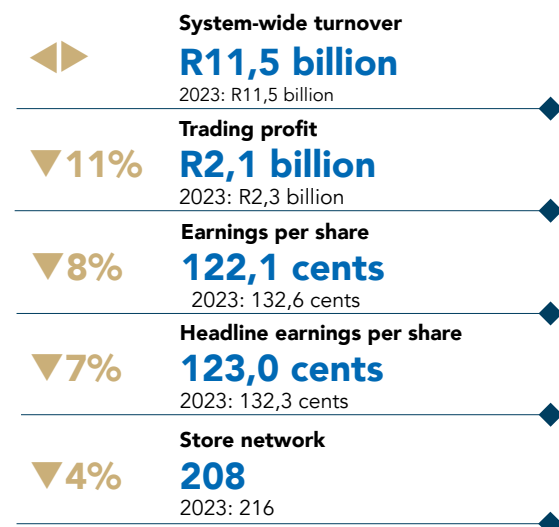 System-wide turnover
R11,5 billion
2023: R11,5 billion
Trading profit
▼11%
R2,1 billion
2023: R2,3 billion
Earnings per share
▼8%
122,1 cents
2023: 132,6 cents
Headline earnings per share
▼7%
123,0 cents
2023: 132,3 cents
Store network
▼4%
208
2023: 216